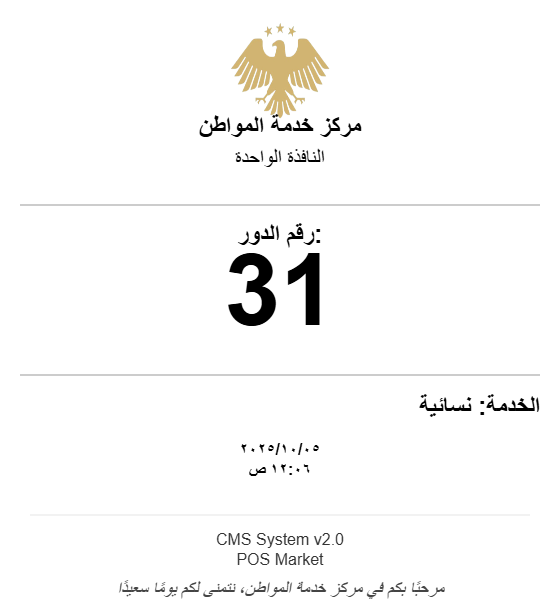 مركز خدمة المواطن
النافذة الواحدة
رقم الدور:
31
الخدمة: نسائية
٢٠٢٥/١٠/٠٥
١٢:٠٦ ص
CMS System v2.0
POS Market
مرحبًا بكم في مركز خدمة المواطن، نتمنى لكم يومًا سعيدًا